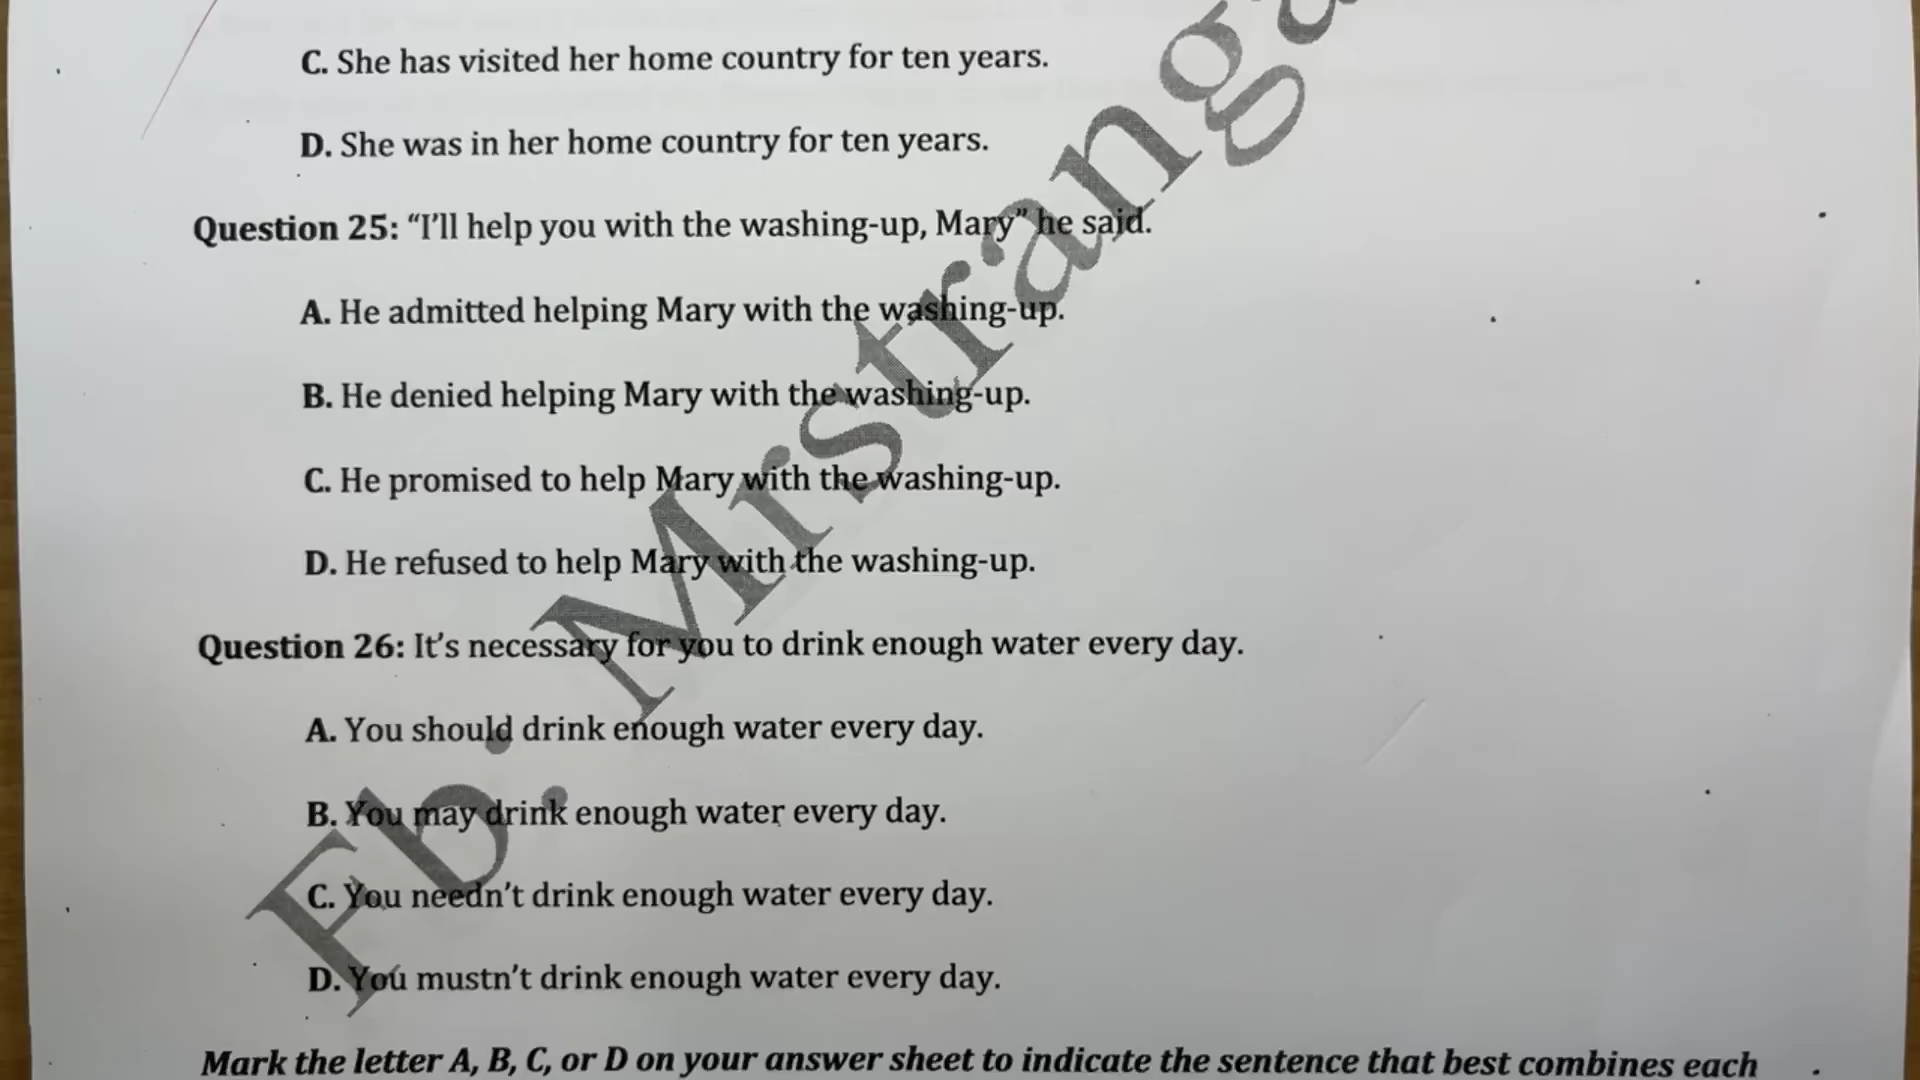 C. She has visited her home country for ten years.
D. She was in her home country for ten years.
Question 25: “I’ll help you with the washing-up, Mary” he said.
A. He admitted helping Mary with the washing-up.
B. He denied helping Mary with the washing-up.
C. He promised to help Mary with the washing-up.
D. He refused to help Mary with the washing-up.
Question 26: It’s necessary for you to drink enough water every day.
A. You should drink enough water every day.
B. You may drink enough water every day.
C. You needn’t drink enough water every day.
D. You mustn’t drink enough water every day.
Mark the letter A, B, C, or D on your answer sheet to indicate the sentence that best combines each
Fb: